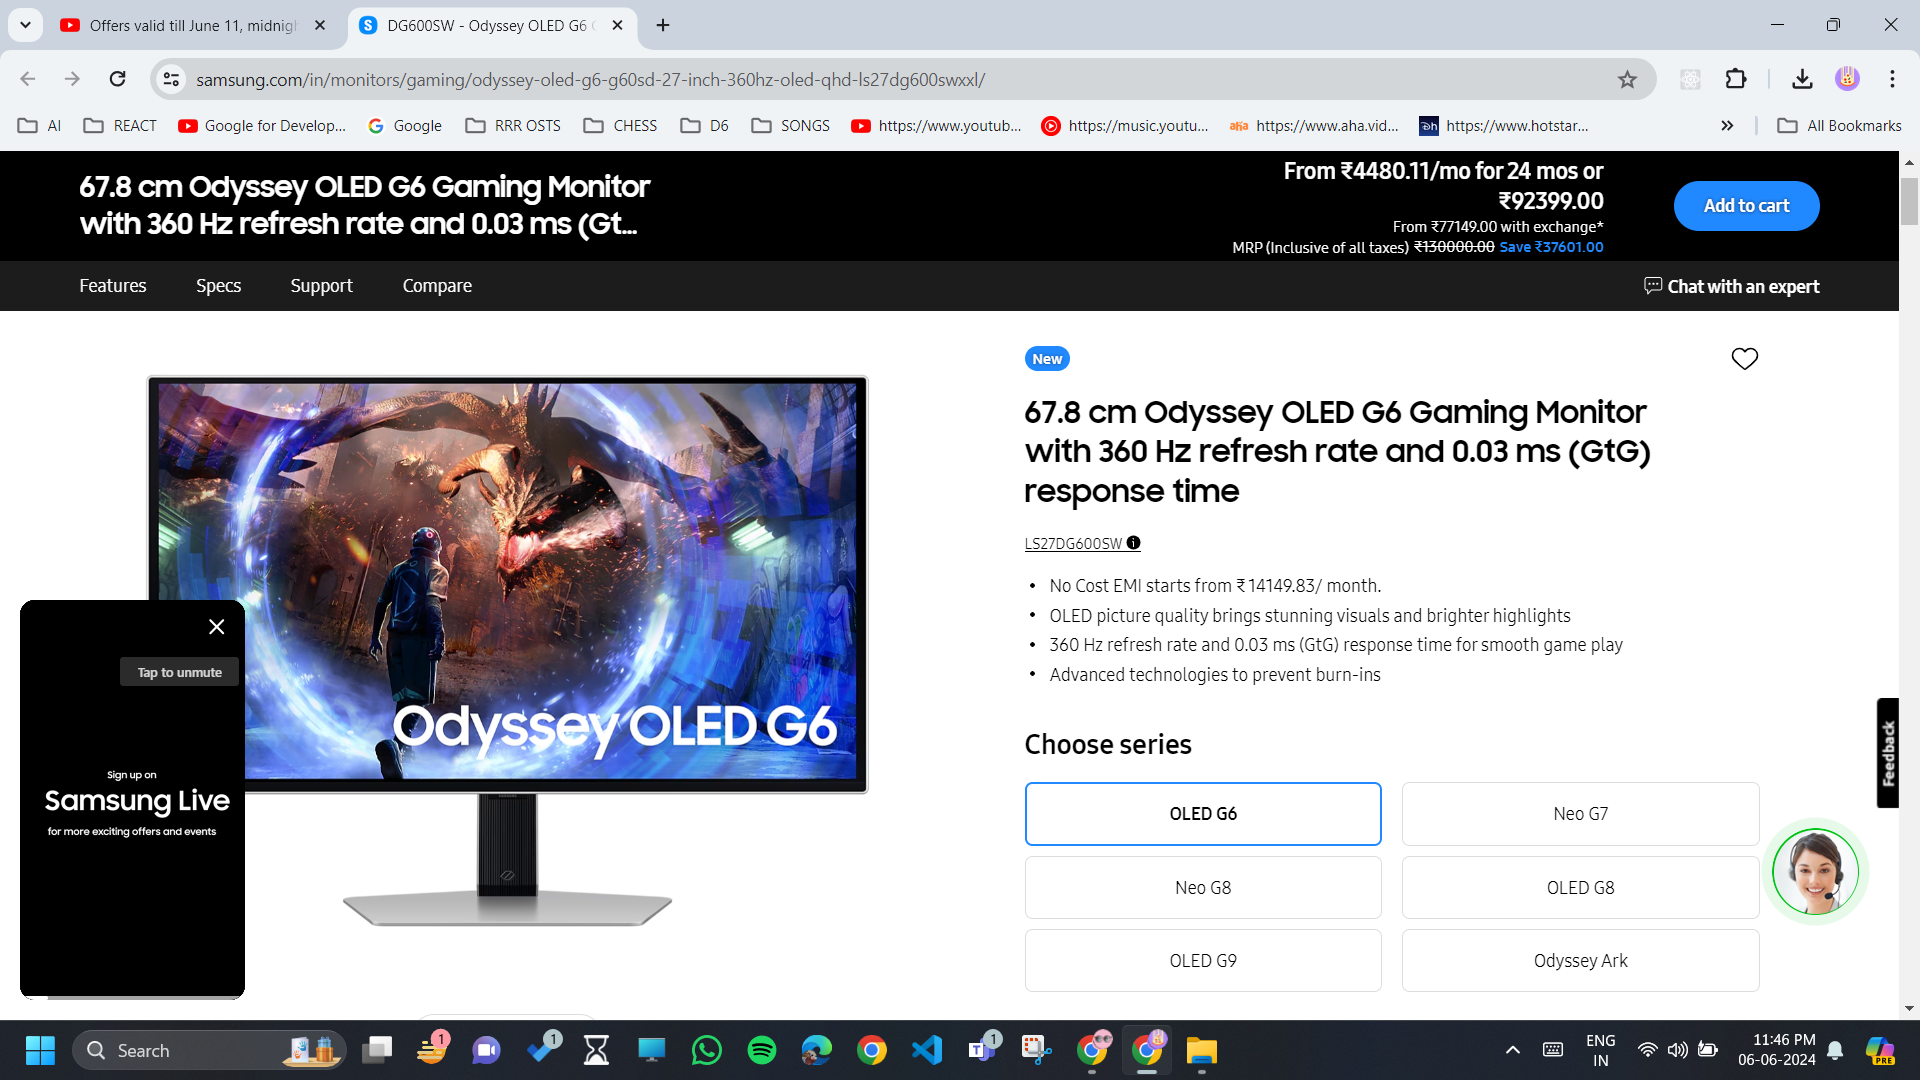 Offers valid till June 11, midnigh
DG600SW - Odyssey OLED G6 G
samsung.com/in/monitors/gaming/odyssey-oled-g6-g60sd-27-inch-360hz-oled-qhd-ls27dg600swxxl/
AI
REACT
Google for Develop...
Google
RRR OSTS
CHESS
D6
SONGS
https://www.youtub...
https://music.youtu...
aha
https://www.aha.vid...
https://www.hotstar...
All Bookmarks
67.8 cm Odyssey OLED G6 Gaming Monitor
with 360 Hz refresh rate and 0.03 ms (Gt...
From ₹4480.11/mo for 24 mos or
₹92399.00
From ₹77149.00 with exchange*
MRP (Inclusive of all taxes) ₹130000.00 Save ₹37601.00
Add to cart
Features
Specs
Support
Compare
Chat with an expert
New
67.8 cm Odyssey OLED G6 Gaming Monitor
with 360 Hz refresh rate and 0.03 ms (GtG)
response time
LS27DG600SW
• No Cost EMI starts from ₹ 14149.83/ month.
• OLED picture quality brings stunning visuals and brighter highlights
• 360 Hz refresh rate and 0.03 ms (GtG) response time for smooth game play
• Advanced technologies to prevent burn-ins
Odyssey OLED G6
Tap to unmute
Sign up on
Samsung Live
for more exciting offers and events
Choose series
OLED G6
Neo G7
Neo G8
OLED G8
OLED G9
Odyssey Ark
Feedback
Search
1
1
1
ENG
IN
11:46 PM
06-06-2024
PRE